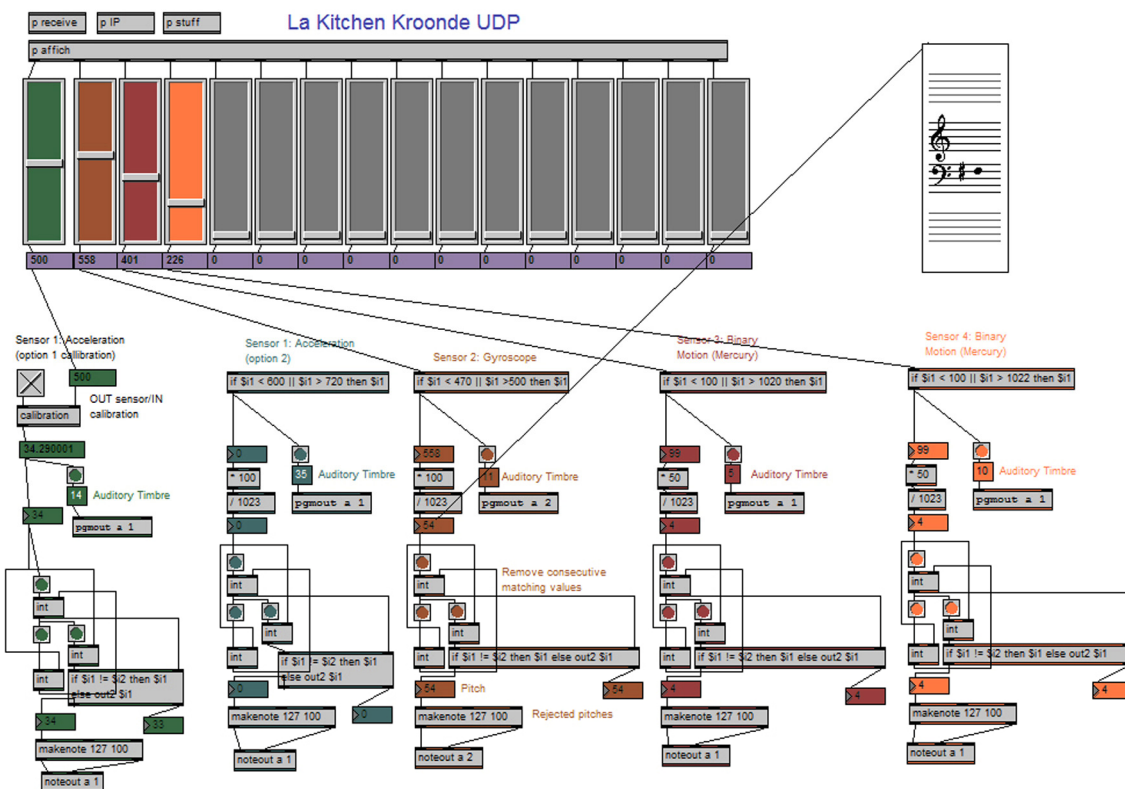 p receive
p IP
p stuff
La Kitchen Kroonde UDP
p affich
500
558
401
226
0
0
0
0
0
0
0
0
0
0
0
0
Sensor 1: Acceleration
(option 1 callibration)
500
OUT sensor/IN
calibration
calibration
34.290001
14
Auditory Timbre
34
pgmout a 1
int
int
int
if $i1 != $i2 then $i1
else out2 $i1
34
33
makenote 127 100
noteout a 1
Sensor 1: Acceleration
(option 2)
if $i1 < 600 || $i1 > 720 then $i1
0
35
Auditory Timbre
* 100
/ 1023
pgmout a 1
0
int
int
int
if $i1 != $i2 then $i1
else out2 $i1
0
0
makenote 127 100
noteout a 1
Sensor 2: Gyroscope
if $i1 < 470 || $i1 >500 then $i1
558
11
Auditory Timbre
* 100
/ 1023
pgmout a 2
54
Remove consecutive
matching values
int
int
int
if $i1 != $i2 then $i1 else out2 $i1
54
Pitch
54
makenote 127 100
Rejected pitches
noteout a 2
Sensor 3: Binary
Motion (Mercury)
if $i1 < 100 || $i1 > 1020 then $i1
99
5
Auditory Timbre
* 50
/ 1023
pgmout a 1
4
int
int
int
if $i1 != $i2 then $i1 else out2 $i1
4
4
makenote 127 100
noteout a 1
Sensor 4: Binary
Motion (Mercury)
if $i1 < 100 || $i1 > 1022 then $i1
99
10
Auditory Timbre
* 50
/ 1023
pgmout a 1
4
int
int
int
if $i1 != $i2 then $i1 else out2 $i1
4
4
makenote 127 100
noteout a 1